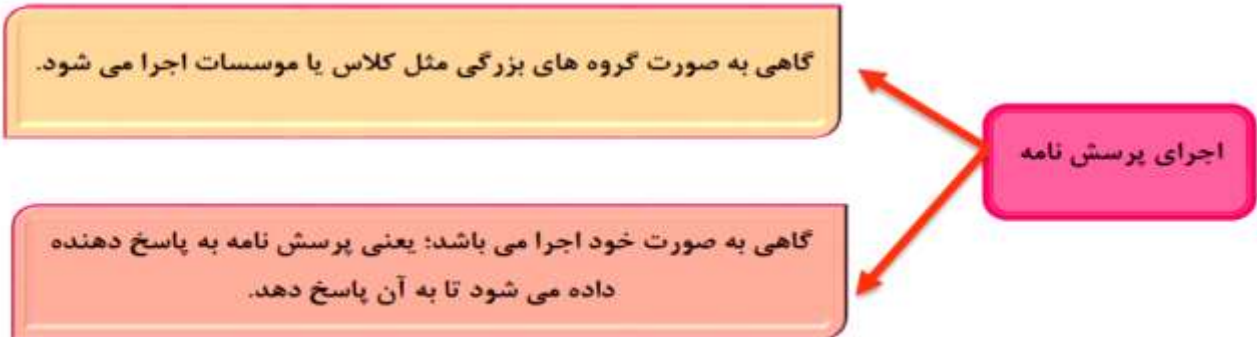 اجرای پرسش نامه
گاهی به صورت گروه های بزرگی مثل کلاس یا موسسات اجرا می شود.
گاهی به صورت خود اجرا می باشد؛ یعنی پرسش نامه به پاسخ دهنده
داده می شود تا به آن پاسخ دهد.